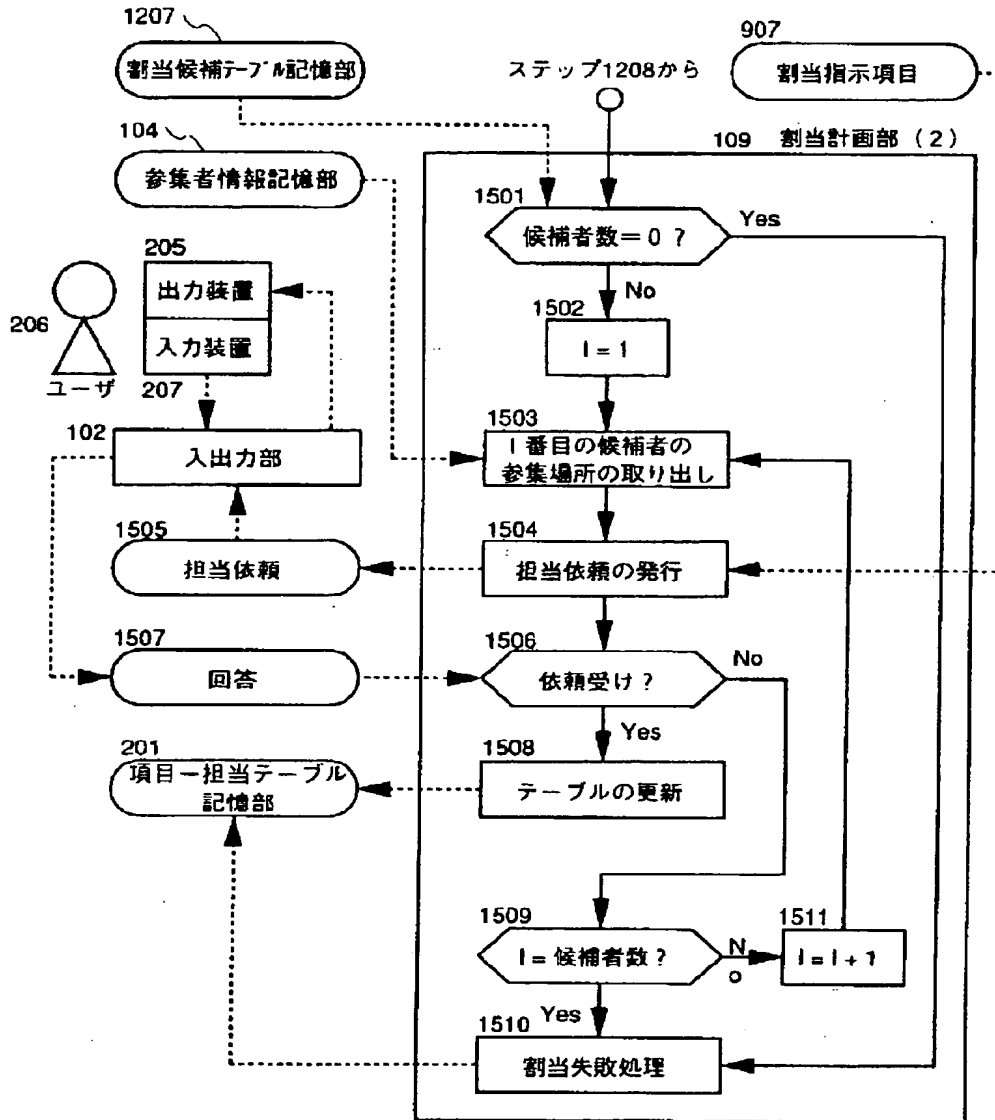 1207
割当候補テーブル記憶部
ステップ1208から
907
割当指示項目
104
参集者情報記憶部
109 割当計画部（2）
1501
候補者数＝0？
Yes
No
205
出力装置
入力装置
207
206
ユーザ
1502
I＝1
102
入出力部
1503
I番目の候補者の
参集場所の取り出し
1505
担当依頼
1504
担当依頼の発行
1507
回答
1506
依頼受け？
No
Yes
201
項目ー担当テーブル
記憶部
1508
テーブルの更新
1509
I＝候補者数？
No
1511
I＝I＋1
Yes
1510
割当失敗処理